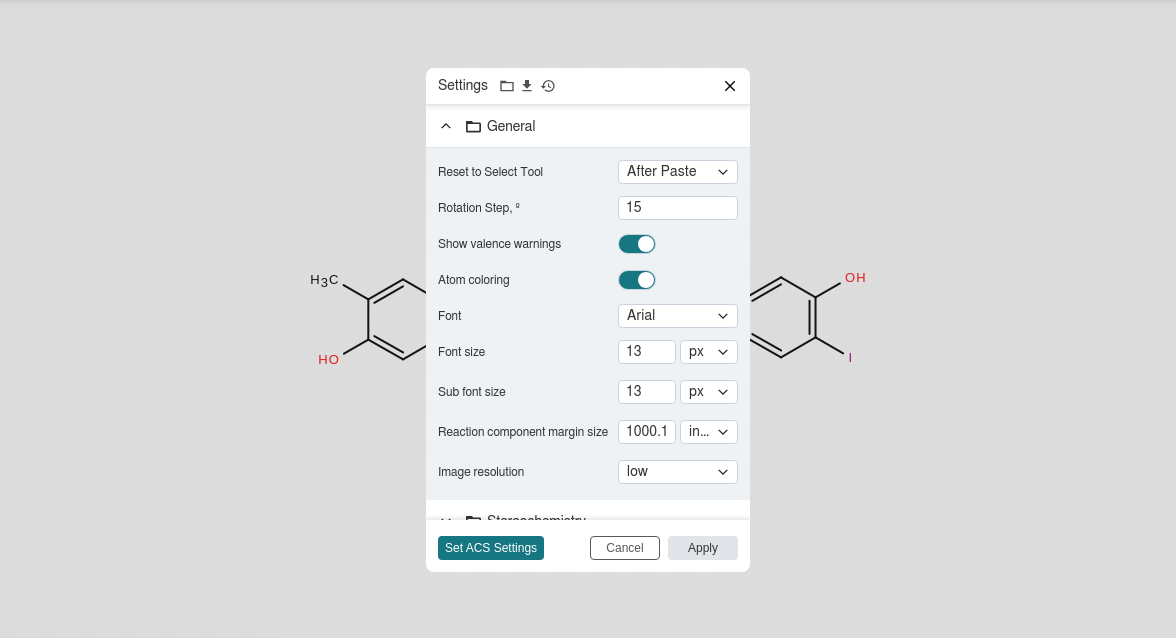 Settings
General
Reset to Select Tool After Paste
Rotation Step, º 15
Show valence warnings
Atom coloring
Font Arial
Font size 13 px
Sub font size 13 px
Reaction component margin size 1000.1 in...
Image resolution low
Stereochemistry
Set ACS Settings Cancel Apply
H3C
HO
OH
I